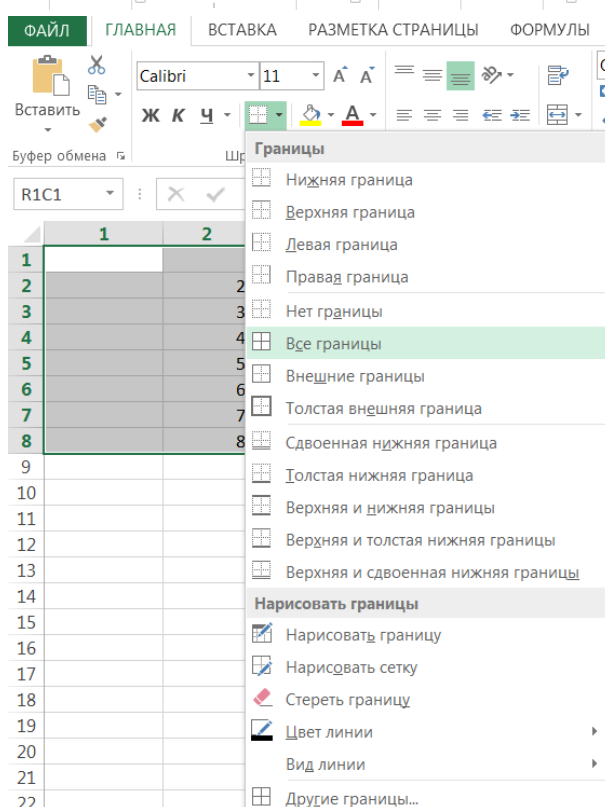 ФАЙЛ ГЛАВНАЯ ВСТАВКА РАЗМЕТКА СТРАНИЦЫ ФОРМУЛЫ
Calibri 11 A A
Вставить
Ж К Ч A
Буфер обмена Шр
Границы
R1C1
Нижняя граница
Верхняя граница
1 2
Левая граница
1
Правая граница
2 2
3 3
Нет границы
4 4
Все границы
5 5
Внешние границы
6 6
Толстая внешняя граница
7 7
8 8
Сдвоенная нижняя граница
9
Толстая нижняя граница
10
Верхняя и нижняя границы
11
12
Верхняя и толстая нижняя границы
13
Верхняя и сдвоенная нижняя границы
14
Нарисовать границы
15
Нарисовать границу
16
Нарисовать сетку
17
18
Стереть границу
19
Цвет линии
20
Вид линии
21
22
Другие границы...